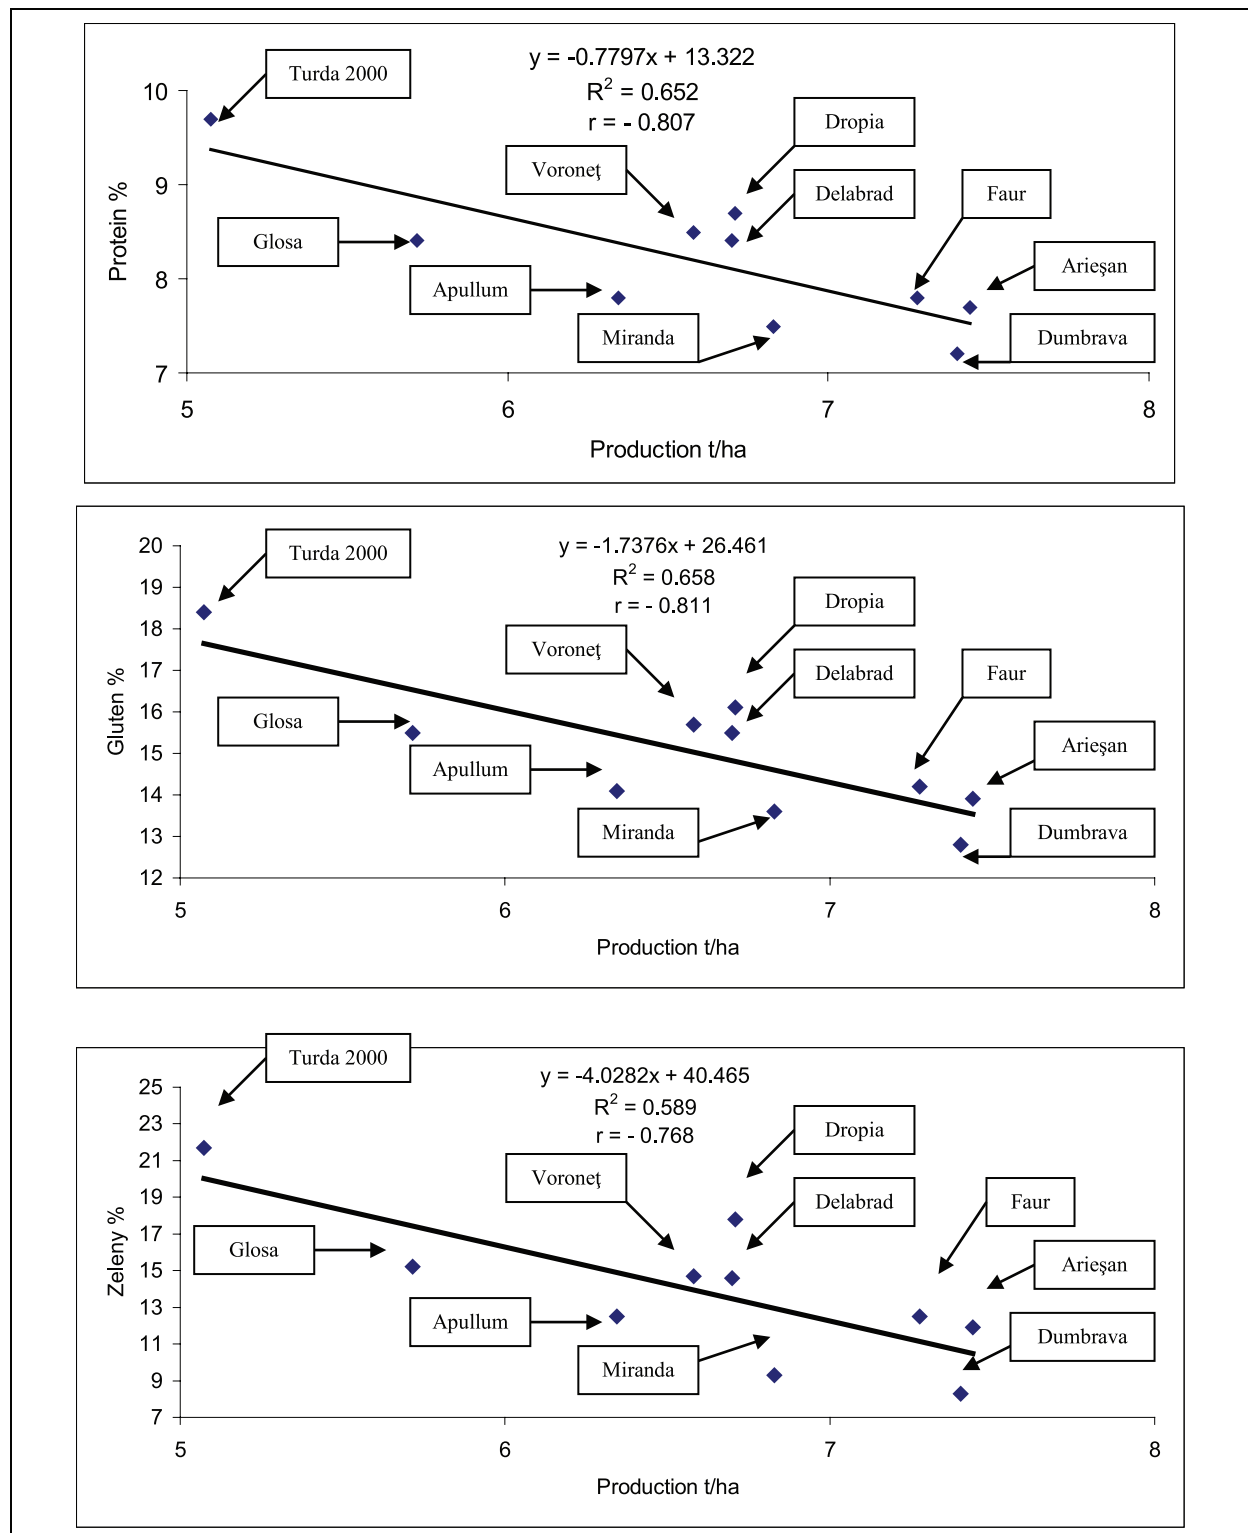 y = -0.7797x + 13.322
R² = 0.652
r = - 0.807
Turda 2000
Dropia
Voroneţ
Delabrad
Faur
Glosa
Arieşan
Apullum
Miranda
Dumbrava
Protein %
10
9
8
7
5
6
7
8
Production t/ha
y = -1.7376x + 26.461
R² = 0.658
r = - 0.811
Turda 2000
Dropia
Voroneţ
Delabrad
Faur
Glosa
Arieşan
Apullum
Miranda
Dumbrava
Gluten %
20
19
18
17
16
15
14
13
12
5
6
7
8
Production t/ha
Turda 2000
y = -4.0282x + 40.465
R² = 0.589
r = - 0.768
Dropia
Voroneţ
Delabrad
Faur
Glosa
Arieşan
Apullum
Miranda
Dumbrava
Zeleny %
25
23
21
19
17
15
13
11
9
7
5
6
7
8
Production t/ha